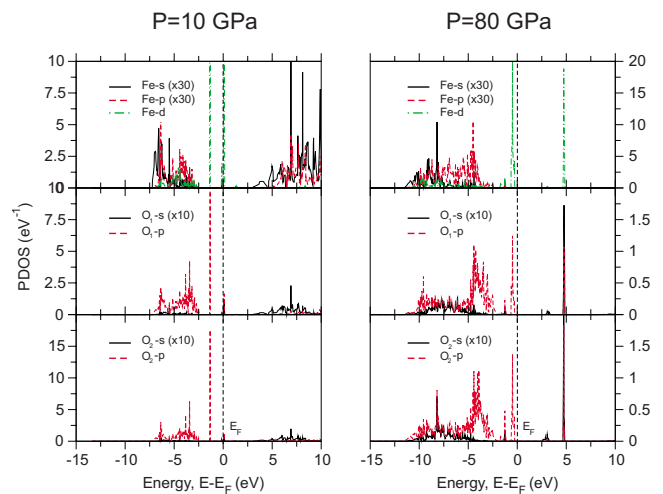 P=10 GPa
P=80 GPa
10
7.5
5
2.5
10
Fe-s (x30)
Fe-p (x30)
Fe-d
20
15
10
5
0
Fe-s (x30)
Fe-p (x30)
Fe-d
PDOS (eV⁻¹)
7.5
5
2.5
0
O₁-s (x10)
O₁-p
1.5
1
0.5
0
O₁-s (x10)
O₁-p
15
10
5
0
O₂-s (x10)
O₂-p
E_F
1.5
1
0.5
0
O₂-s (x10)
O₂-p
E_F
-15 -10 -5 0 5 10
-15 -10 -5 0 5 10
Energy, E-E_F (eV)
Energy, E-E_F (eV)